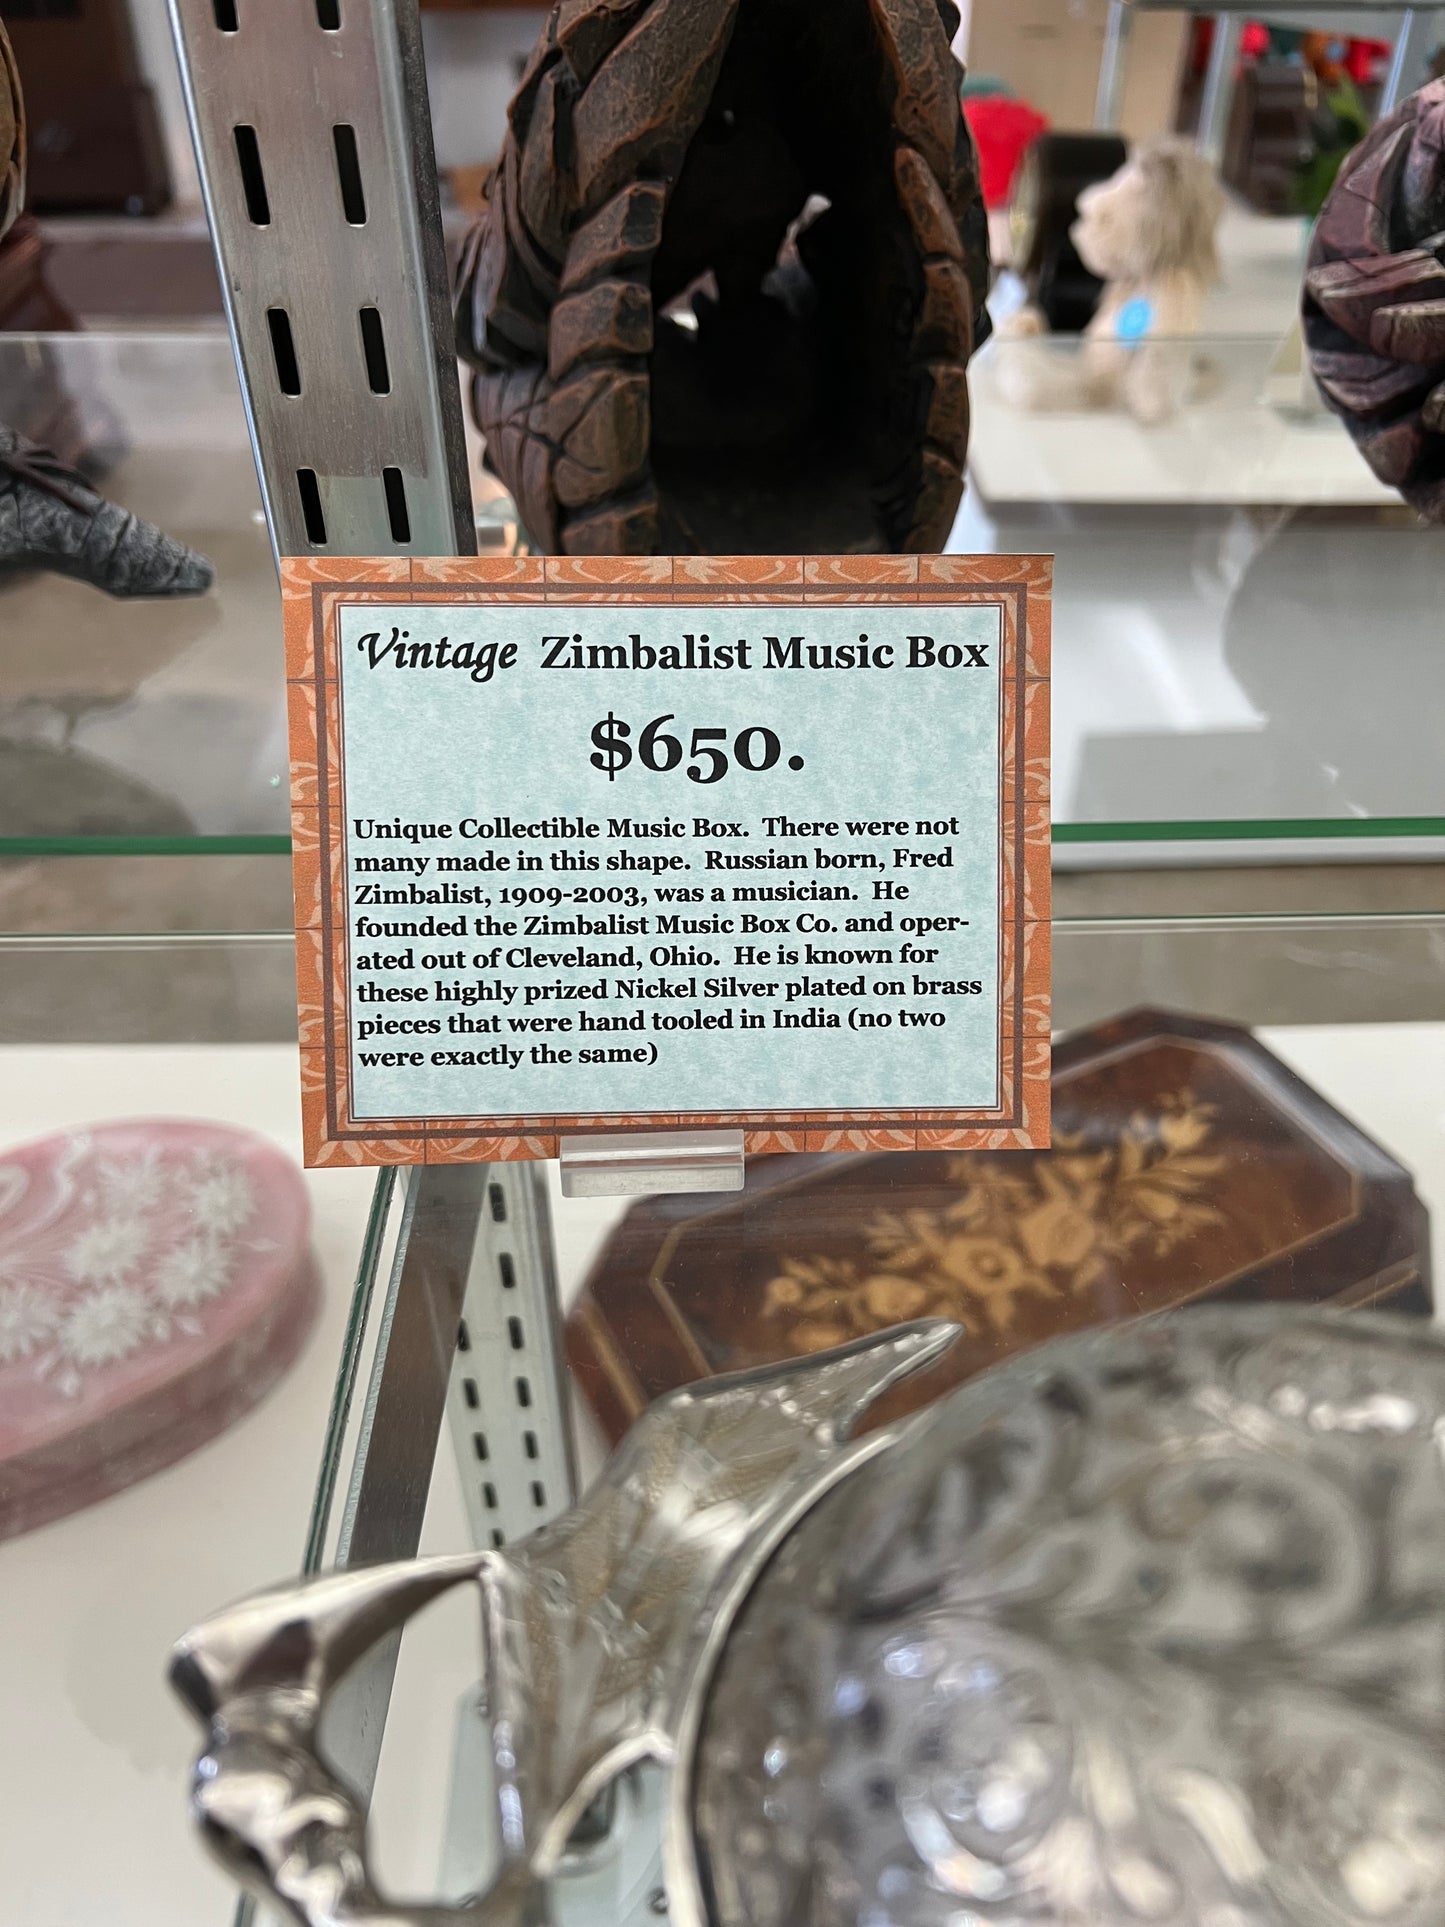 Vintage Zimbalist Music Box
$650.
Unique Collectible Music Box. There were not
many made in this shape. Russian born, Fred
Zimbalist, 1909-2003, was a musician. He
founded the Zimbalist Music Box Co. and oper-
ated out of Cleveland, Ohio. He is known for
these highly prized Nickel Silver plated on brass
pieces that were hand tooled in India (no two
were exactly the same)